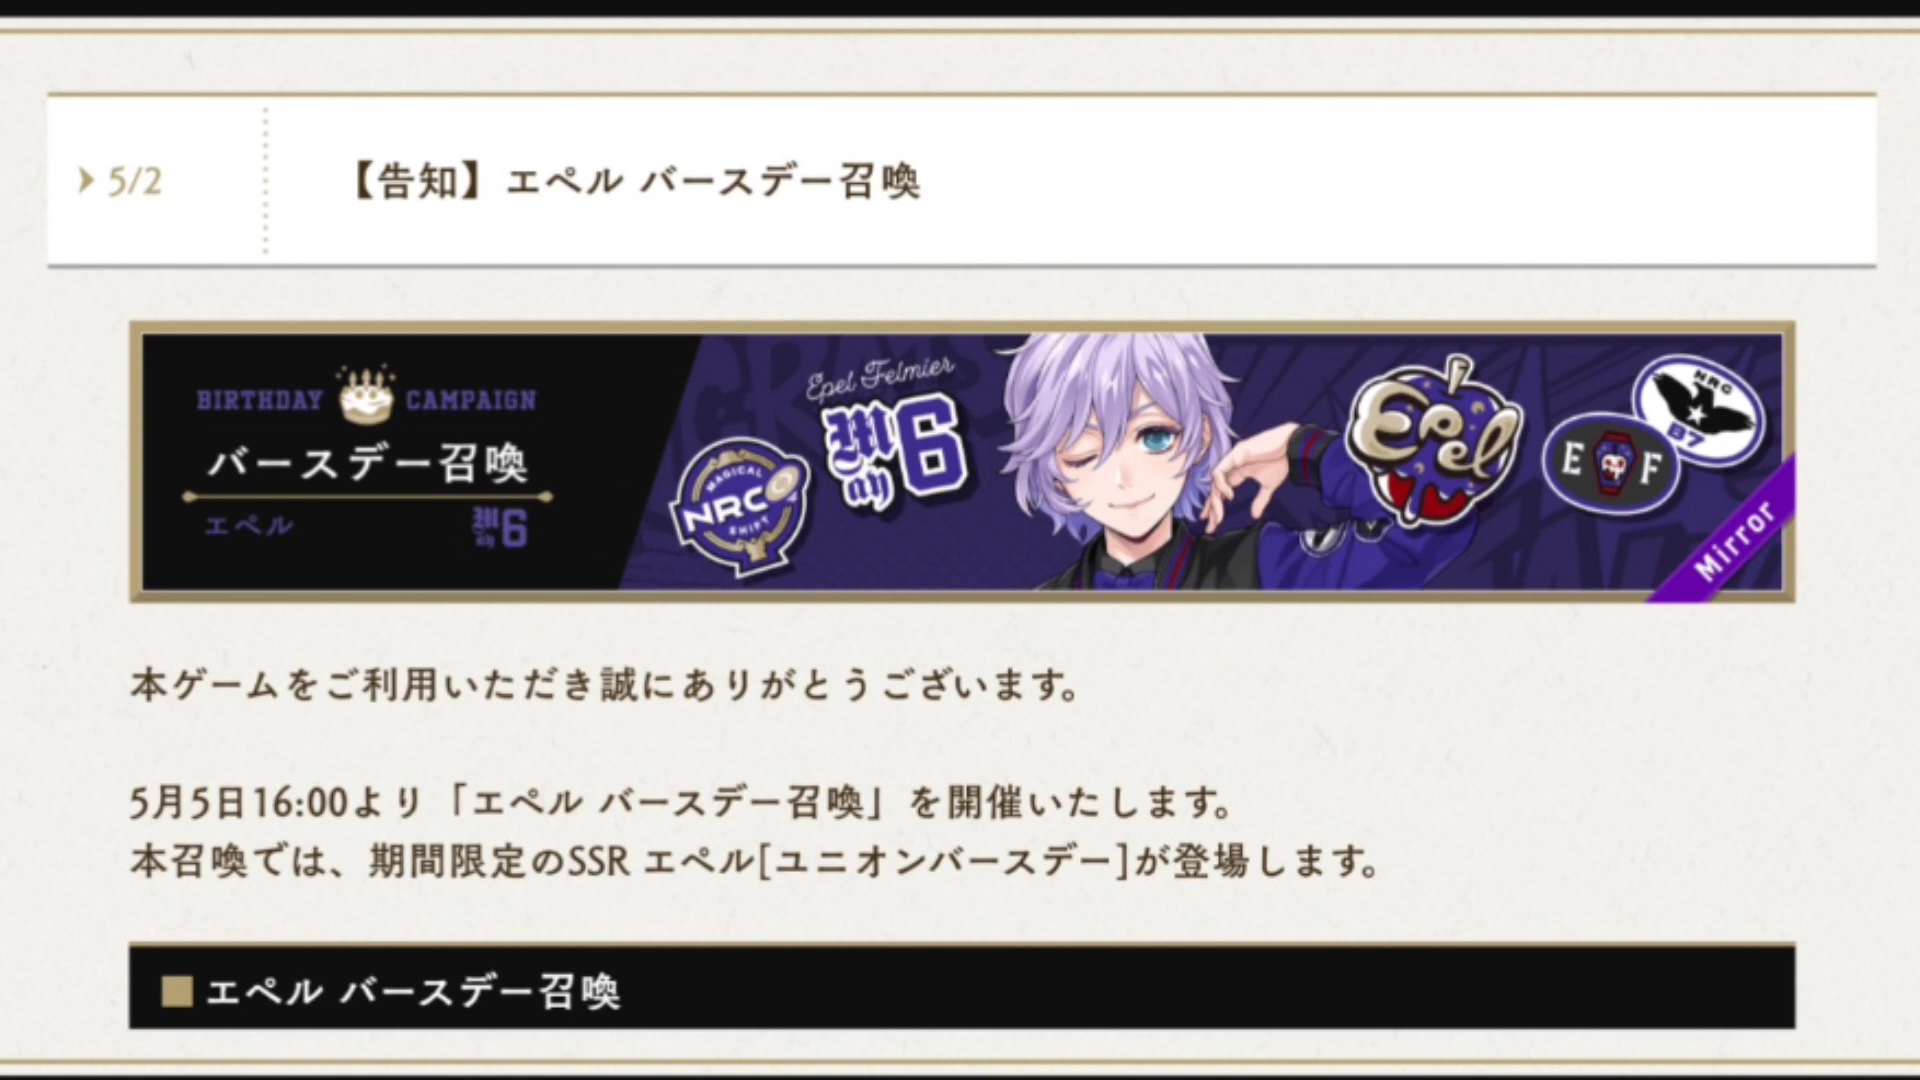 5/2
【告知】エペル バースデー召喚
BIRTHDAY CAMPAIGN
バースデー召喚
エペル
May 6
Epel Felmier
May 6
MAGICAL
NRC
SHIFT
Epel
NRC
B7
E F
Mirror
本ゲームをご利用いただき誠にありがとうございます。
5月5日16:00より「エペル バースデー召喚」を開催いたします。
本召喚では、期間限定のSSR エペル[ユニオンバースデー]が登場します。
■エペル バースデー召喚